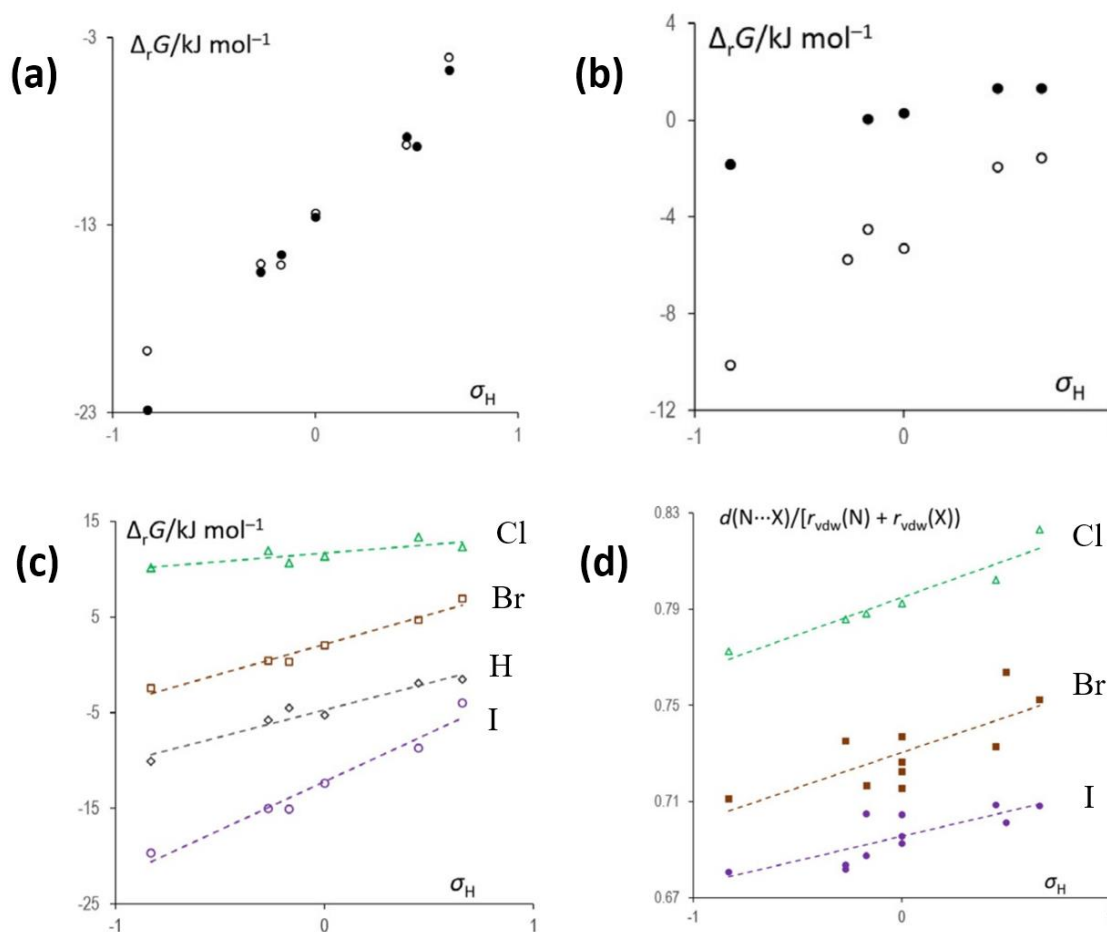 (a)
ΔrG/kJ mol–1
-3
-13
-23
-1
0
1
σH
(b)
ΔrG/kJ mol–1
4
0
-4
-8
-12
-1
0
σH
(c)
ΔrG/kJ mol–1
15
5
-5
-15
-25
-1
0
1
σH
Cl
Br
H
I
(d)
d(N···X)/[rvdw(N) + rvdw(X))
0.83
0.79
0.75
0.71
0.67
-1
0
σH
Cl
Br
I